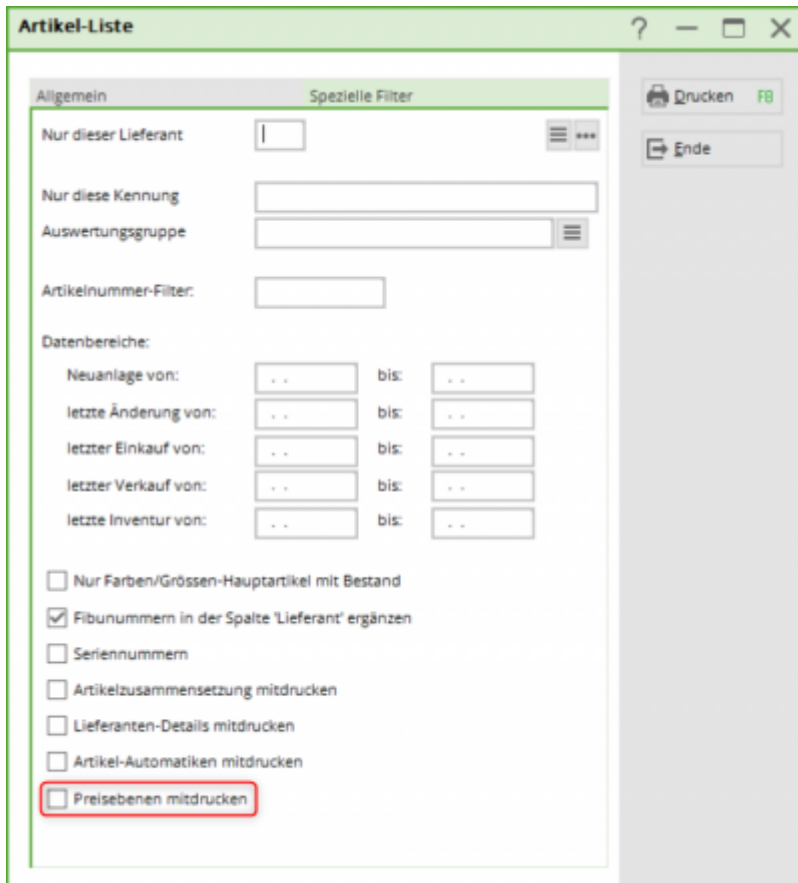 Artikel-Liste
Allgemein Spezielle Filter
Drucken F8
Nur dieser Lieferant
Ende
Nur diese Kennung
Auswertungsgruppe
Artikelnummer-Filter:
Datenbereiche:
Neuanlage von: . . bis: . .
letzte Änderung von: . . bis: . .
letzter Einkauf von: . . bis: . .
letzter Verkauf von: . . bis: . .
letzte Inventur von: . . bis: . .
Nur Farben/Grössen-Hauptartikel mit Bestand
Fibunummern in der Spalte 'Lieferant' ergänzen
Seriennummern
Artikelzusammensetzung mitdrucken
Lieferanten-Details mitdrucken
Artikel-Automatiken mitdrucken
Preisebenen mitdrucken